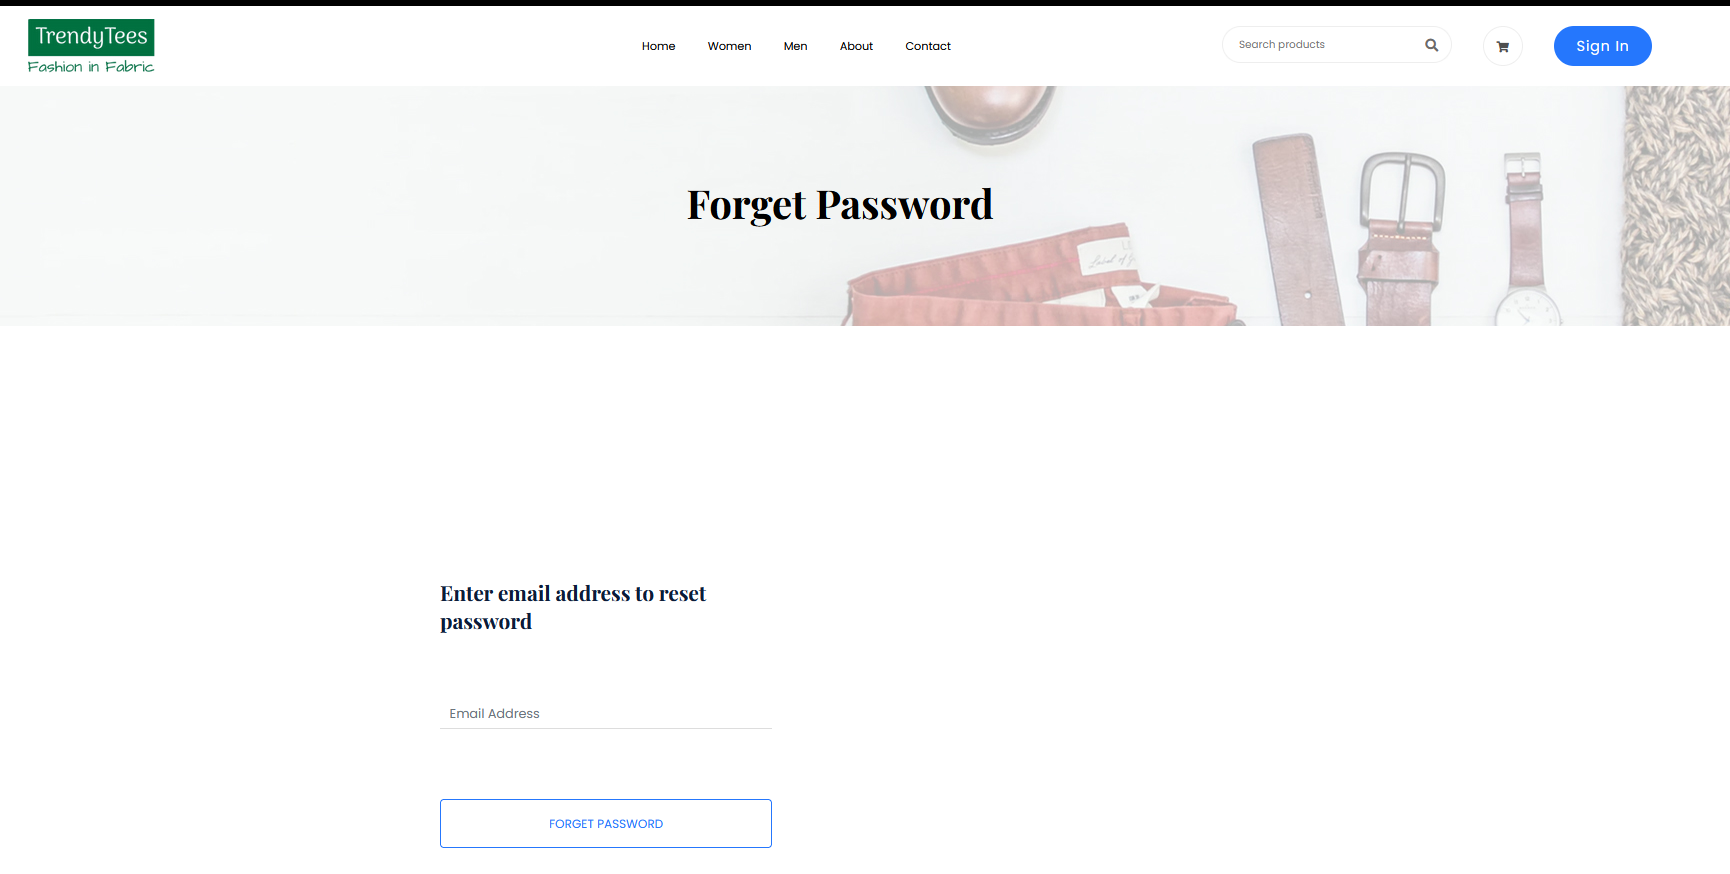 TrendyTees
Fashion in Fabric
Home Women Men About Contact
Search products
Sign In
Forget Password
Enter email address to reset
password
Email Address
FORGET PASSWORD